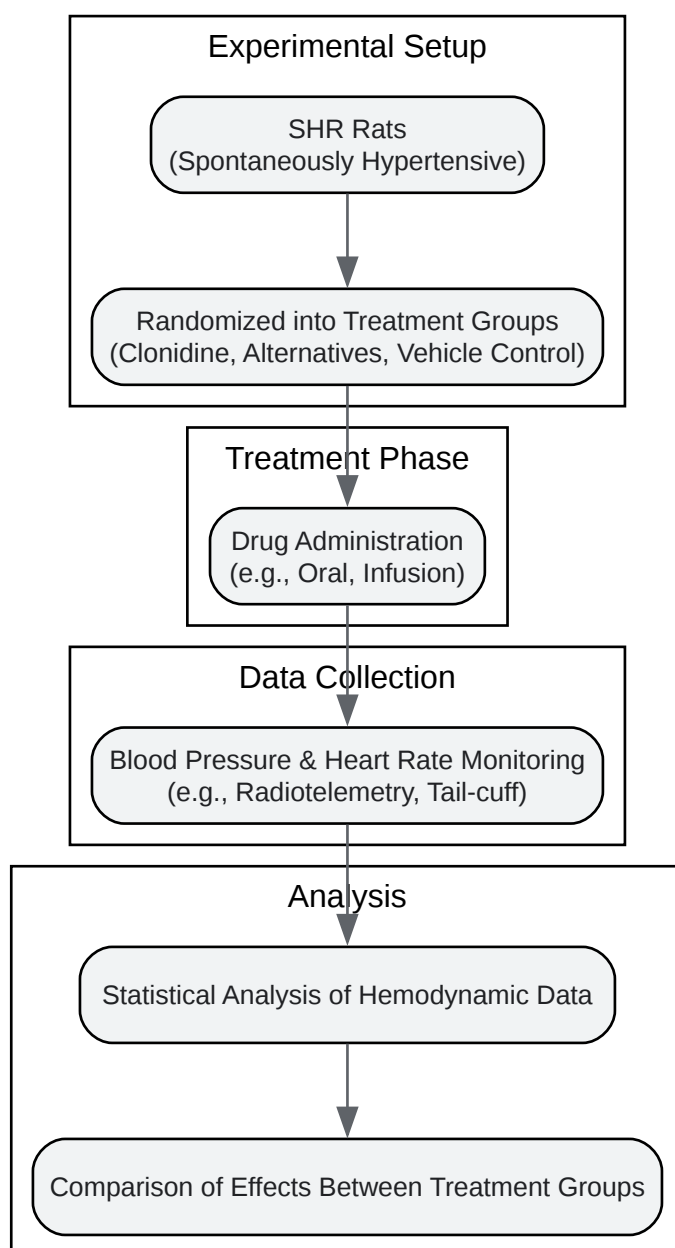 Experimental Setup
SHR Rats
(Spontaneously Hypertensive)
Randomized into Treatment Groups
(Clonidine, Alternatives, Vehicle Control)
Treatment Phase
Drug Administration
(e.g., Oral, Infusion)
Data Collection
Blood Pressure & Heart Rate Monitoring
(e.g., Radiotelemetry, Tail-cuff)
Analysis
Statistical Analysis of Hemodynamic Data
Comparison of Effects Between Treatment Groups